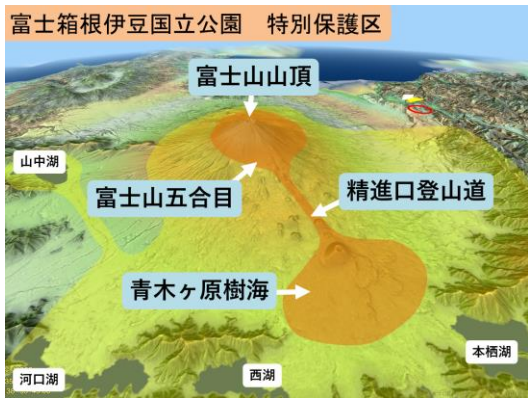 富士箱根伊豆国立公園　特別保護区
富士山山頂
山中湖
富士山五合目
精進口登山道
青木ヶ原樹海
本栖湖
河口湖
西湖